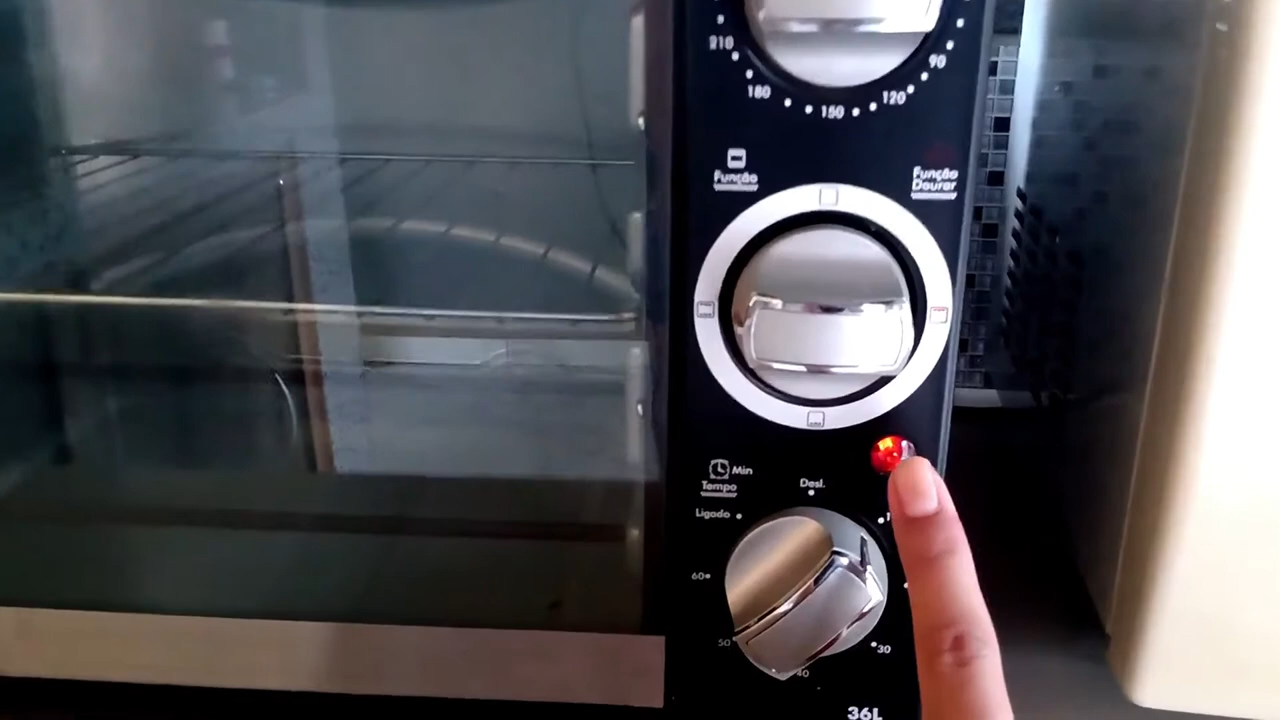 210
90
180
120
150
Função
Função
Dourar
Min
Tempo
Desl.
Ligado
60
50
30
40
36L